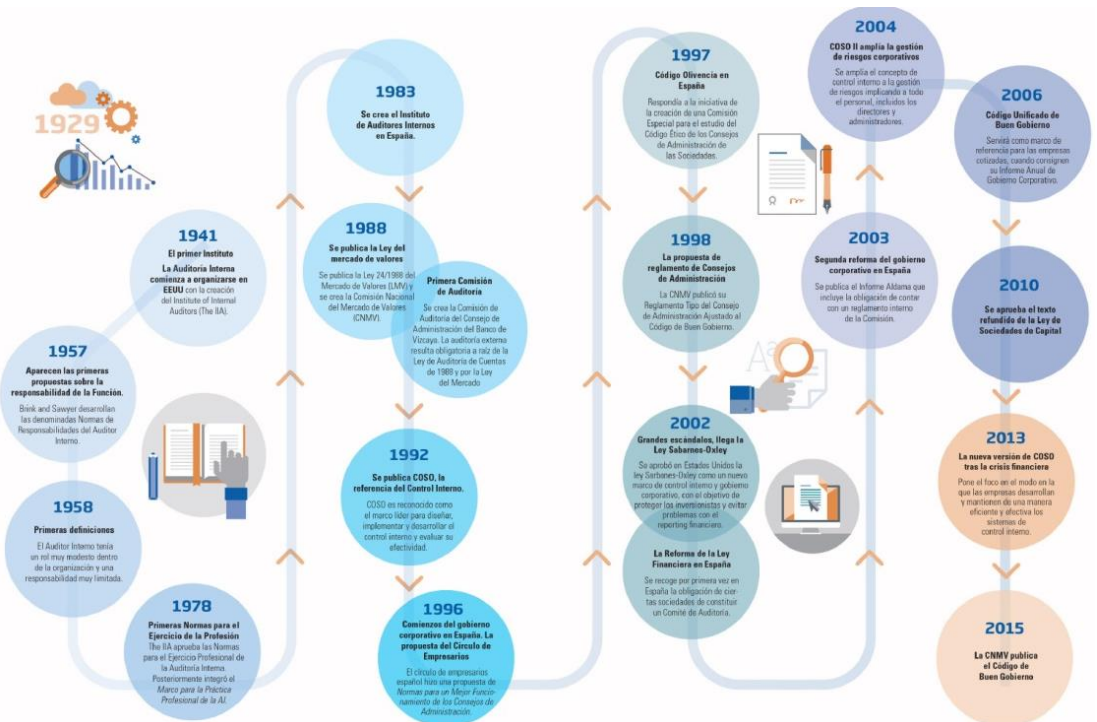 1929
1941
El primer Instituto
La Auditoría Interna
comienza a organizarse en
EEUU con la creación
del Institute of Internal
Auditors (The IIA).
1957
Aparecen las primeras
propuestas sobre la
responsabilidad de la Función.
Brink and Sawyer desarrollan
las denominadas Normas de
Responsabilidades del Auditor
Interno.
1958
Primeras definiciones
El Auditor Interno tenía
un rol muy modesto dentro
de la organización y una
responsabilidad muy limitada.
1978
Primeras Normas para el
Ejercicio de la Profesión
The IIA aprueba las Normas
para el Ejercicio Profesional de
la Auditoría Interna.
Posteriormente integró el
Marco para la Práctica
Profesional de la AI.
1983
Se crea el Instituto
de Auditores Internos
en España.
1988
Se publica la Ley del
mercado de valores
Se publica la Ley 24/1988 del
Mercado de Valores (LMV) y
se crea la Comisión Nacional
del Mercado de Valores
(CNMV).
Primera Comisión
de Auditoría
Se crea la Comisión de
Auditoría del Consejo de
Administración del Banco de
Vizcaya. La auditoría externa
resulta obligatoria a raíz de la
Ley de Auditoría de Cuentas
de 1988 y por la Ley
del Mercado
1992
Se publica COSO, la
referencia del Control Interno.
COSO es reconocido como
el marco líder para diseñar,
implementar y desarrollar el
control interno y evaluar su
efectividad.
1996
Comienzos del gobierno
corporativo en España. La
propuesta del Círculo de
Empresarios
El círculo de empresarios
español hizo una propuesta de
Normas para un Mejor Funcio-
namiento de los Consejos de
Administración.
1997
Código Olivencia en
España
Respondía a la iniciativa de
la creación de una Comisión
Especial para el estudio del
Código Ético de los Consejos
de Administración de
las Sociedades.
1998
La propuesta de
reglamento de Consejos
de Administración
La CNMV publicó su
Reglamento Tipo del Consejo
de Administración Ajustado al
Código de Buen Gobierno.
Aa
2002
Grandes escándalos, llega la
Ley Sabarnes-Oxley
Se aprobó en Estados Unidos la
ley Serbenes-Oxley como un nuevo
marco de control interno y gobierno
corporativo, con el objetivo de
proteger los inversionistas y evitar
problemas con el
reporting financiero.
La Reforma de la Ley
Financiera en España
Se recoge por primera vez en
España la obligación de cier-
tas sociedades de constituir
un Comité de Auditoría.
2003
Segunda reforma del gobierno
corporativo en España
Se publica el Informe Aldama que
incluye la obligación de contar
con un reglamento interno
de la Comisión.
2004
COSO II amplía la gestión
de riesgos corporativos
Se amplía el concepto de
control interno a la gestión
de riesgos implicando a todo
el personal, incluidos los
directores y
administradores.
2006
Código Unificado de
Buen Gobierno
Servirá como marco de
referencia para las empresas
cotizadas, cuando consignen
su Informe Anual de
Gobierno Corporativo.
2010
Se aprueba el texto
refundido de la Ley de
Sociedades de Capital
2013
La nueva versión de COSO
tras la crisis financiera
Pone el foco en el modo en la
que las empresas desarrollan
y mantienen de una manera
eficiente y efectiva los
sistemas de
control interno.
2015
La CNMV publica
el Código de
Buen Gobierno